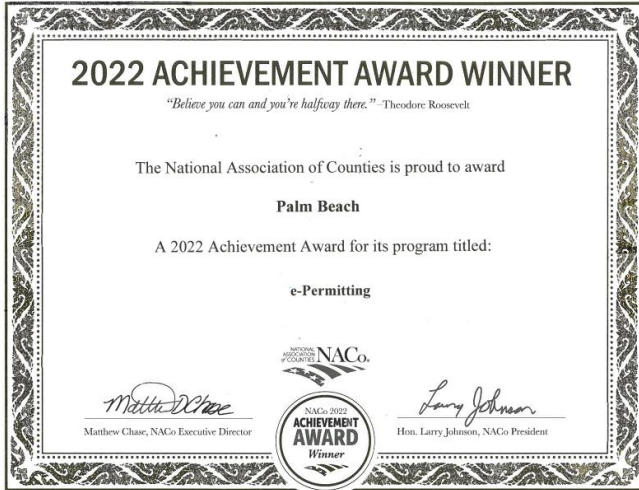 2022 ACHIEVEMENT AWARD WINNER
"Believe you can and you're halfway there." –Theodore Roosevelt
The National Association of Counties is proud to award
Palm Beach
A 2022 Achievement Award for its program titled:
e-Permitting
NATIONAL
ASSOCIATION
of COUNTIES
NACo.
Matthew Chase, NACo Executive Director
NACo 2022
ACHIEVEMENT
AWARD
Winner
Larry Johnson
Hon. Larry Johnson, NACo President